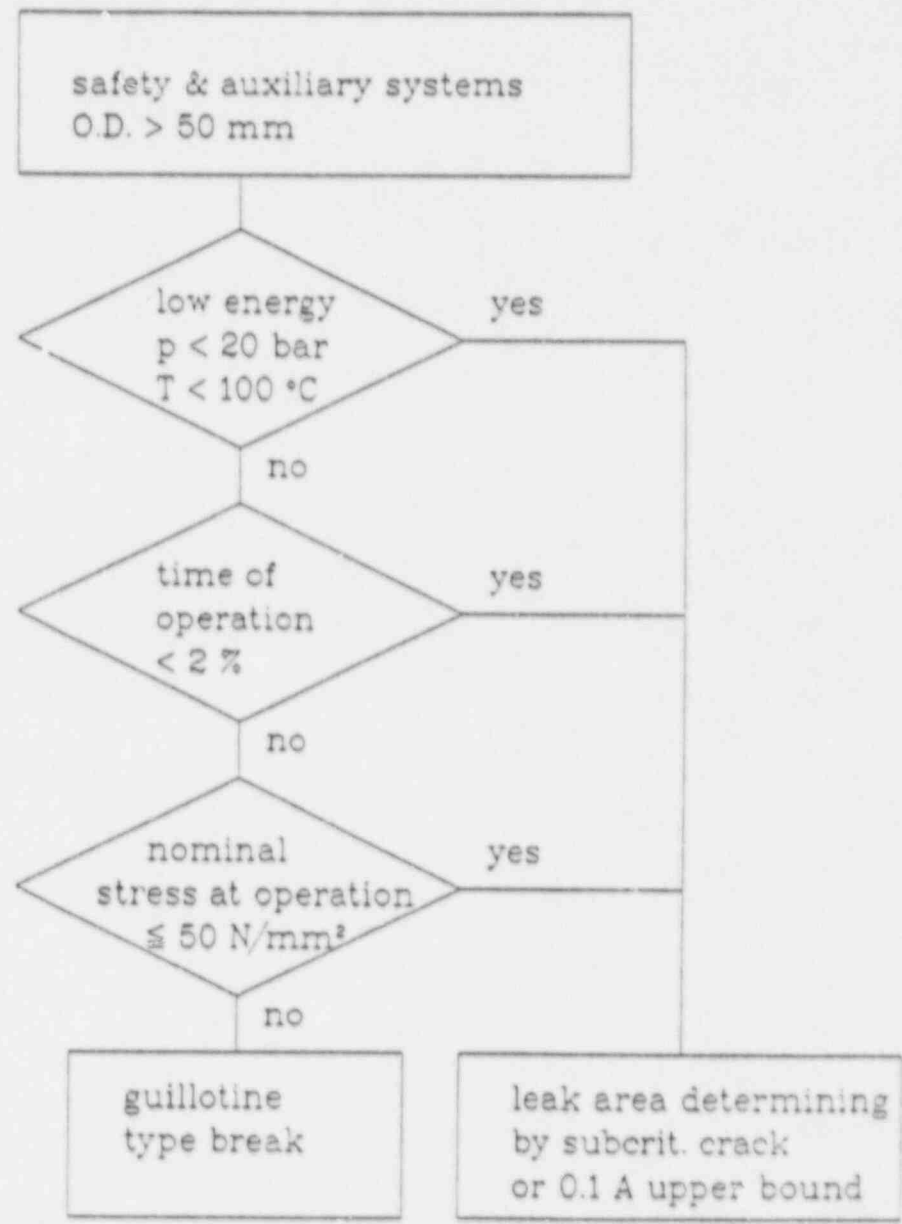 safety & auxiliary systems
O.D. > 50 mm
low energy
p < 20 bar
T < 100 °C
yes
no
time of
operation
< 2 %
yes
no
nominal
stress at operation
≦ 50 N/mm²
yes
no
guillotine
type break
leak area determining
by subcrit. crack
or 0.1 A upper bound